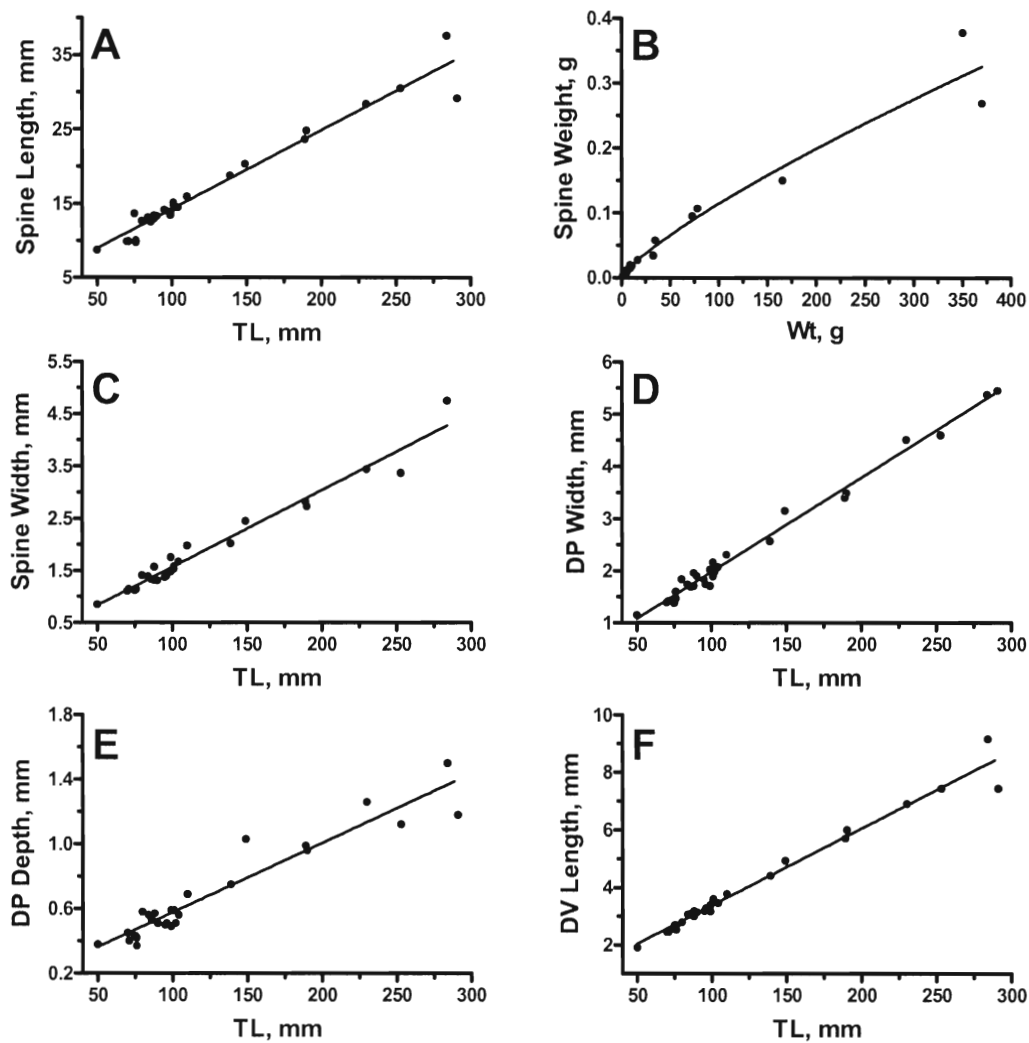 A
Spine Length, mm
35
25
15
5
50 100 150 200 250 300
TL, mm
B
Spine Weight, g
0.4
0.3
0.2
0.1
0.0
0 50 100 150 200 250 300 350 400
Wt, g
C
Spine Width, mm
5.5
4.5
3.5
2.5
1.5
0.5
50 100 150 200 250 300
TL, mm
D
DP Width, mm
6
5
4
3
2
1
50 100 150 200 250 300
TL, mm
E
DP Depth, mm
1.8
1.4
1.0
0.6
0.2
50 100 150 200 250 300
TL, mm
F
DV Length, mm
10
8
6
4
2
50 100 150 200 250 300
TL, mm